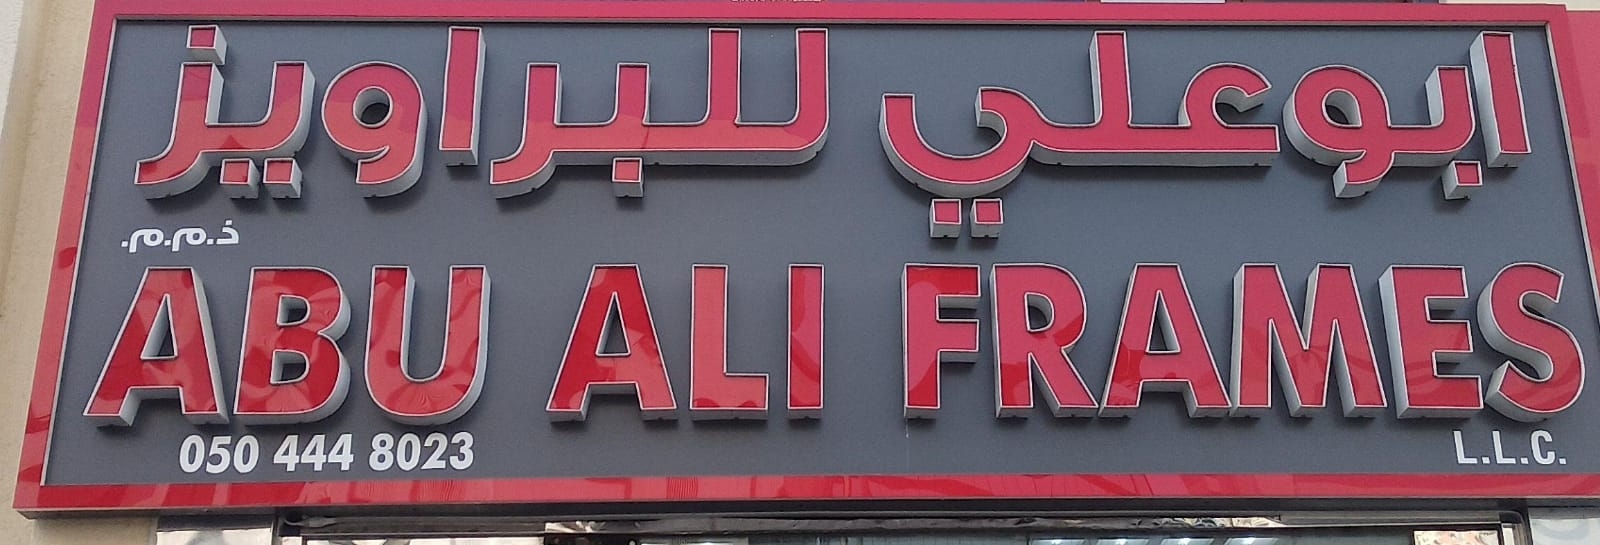 ابوعلي للبراويز
ذ.م.م.
ABU ALI FRAMES
050 444 8023
L.L.C.